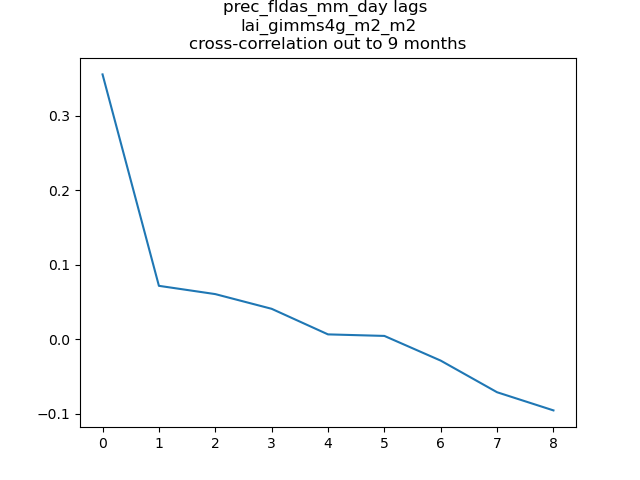 prec_fldas_mm_day lags
lai_gimms4g_m2_m2
cross-correlation out to 9 months
0.3
0.2
0.1
0.0
−0.1
0 1 2 3 4 5 6 7 8